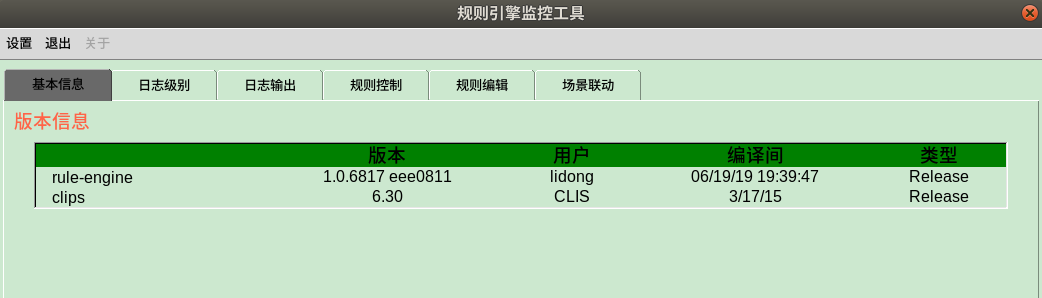 规则引擎监控工具
设置 退出 关于
基本信息 日志级别 日志输出 规则控制 规则编辑 场景联动
版本信息
版本 用户 编译间 类型
rule-engine 1.0.6817 eee0811 lidong 06/19/19 19:39:47 Release
clips 6.30 CLIS 3/17/15 Release